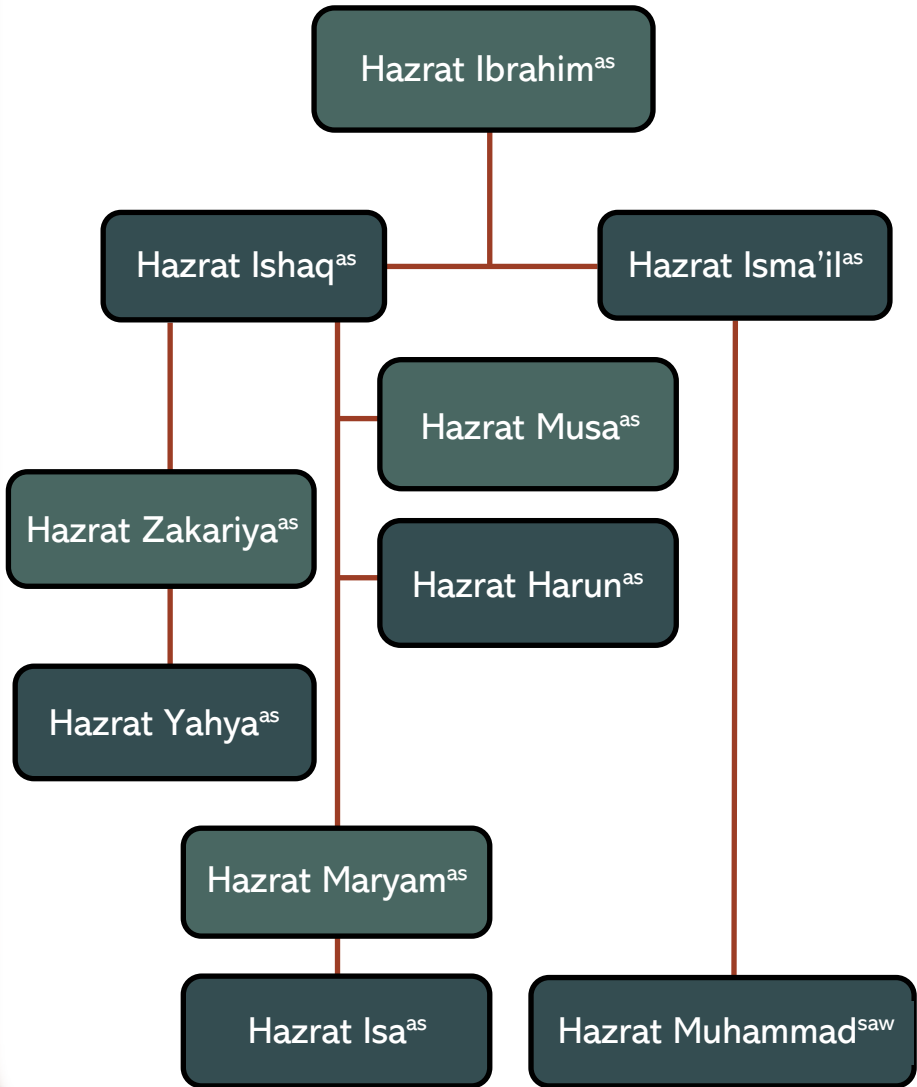 Hazrat Ibrahimᵃˢ
Hazrat Ishaqᵃˢ
Hazrat Isma’ilᵃˢ
Hazrat Musaᵃˢ
Hazrat Zakariyaᵃˢ
Hazrat Harunᵃˢ
Hazrat Yahyaᵃˢ
Hazrat Maryamᵃˢ
Hazrat Isaᵃˢ
Hazrat Muhammadˢᵃʷ